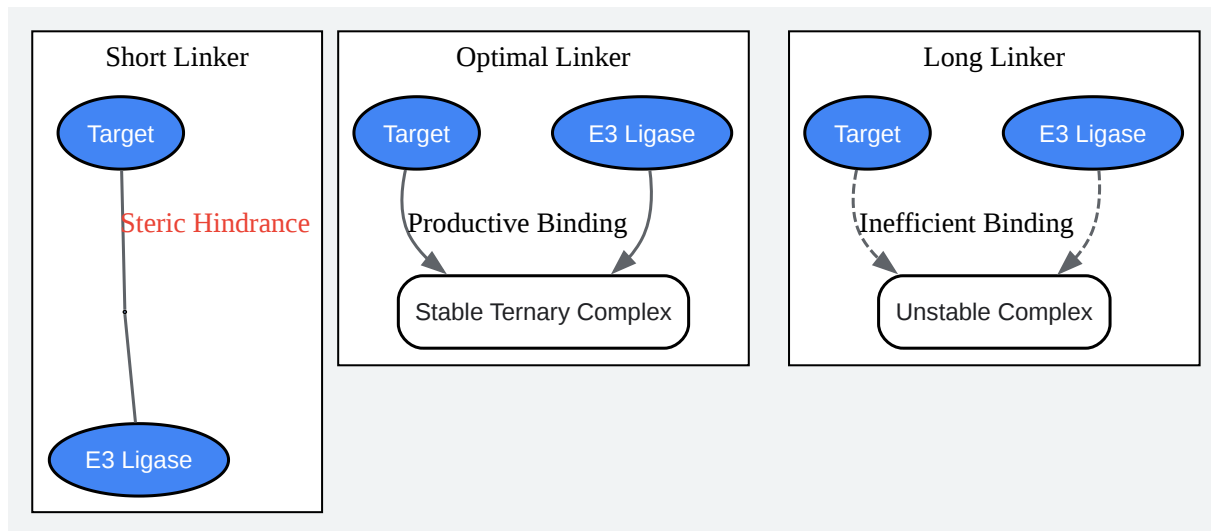 Short Linker
Target
Steric Hindrance
E3 Ligase
Optimal Linker
Target
E3 Ligase
Productive Binding
Stable Ternary Complex
Long Linker
Target
E3 Ligase
Inefficient Binding
Unstable Complex